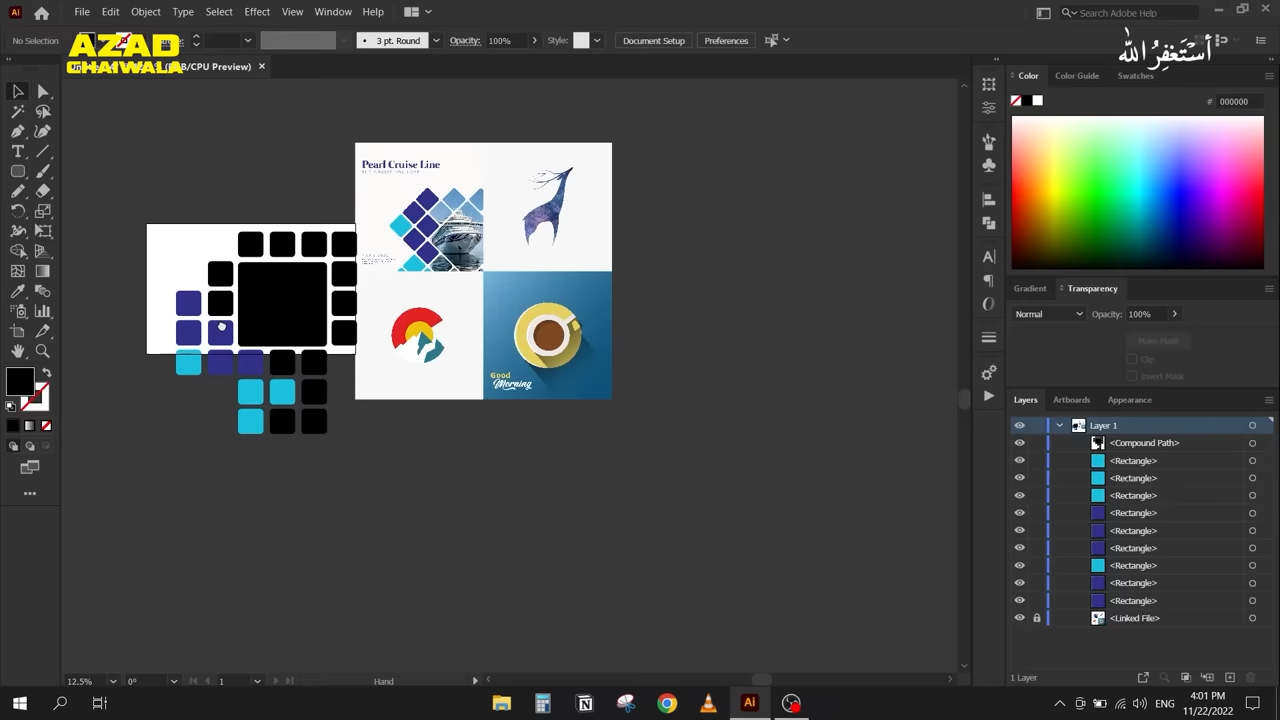 File Edit Object Type Select Effect View Window Help
Search Adobe Help
No Selection
3 pt. Round
Opacity: 100%
Style:
Document Setup
Preferences
AZAD
CHAIWALA
أستغفر الله
/CPU Preview)
Color
Color Guide
Swatches
# 000000
Pearl Cruise Line
Good
Morning
Gradient
Transparency
Normal
Opacity: 100%
Make Mask
Clip
Invert Mask
Layers
Artboards
Appearance
Layer 1
<Compound Path>
<Rectangle>
<Rectangle>
<Rectangle>
<Rectangle>
<Rectangle>
<Rectangle>
<Rectangle>
<Rectangle>
<Rectangle>
<Linked File>
1 Layer
12.5%
0°
1
Hand
ENG
4:01 PM
11/22/2022